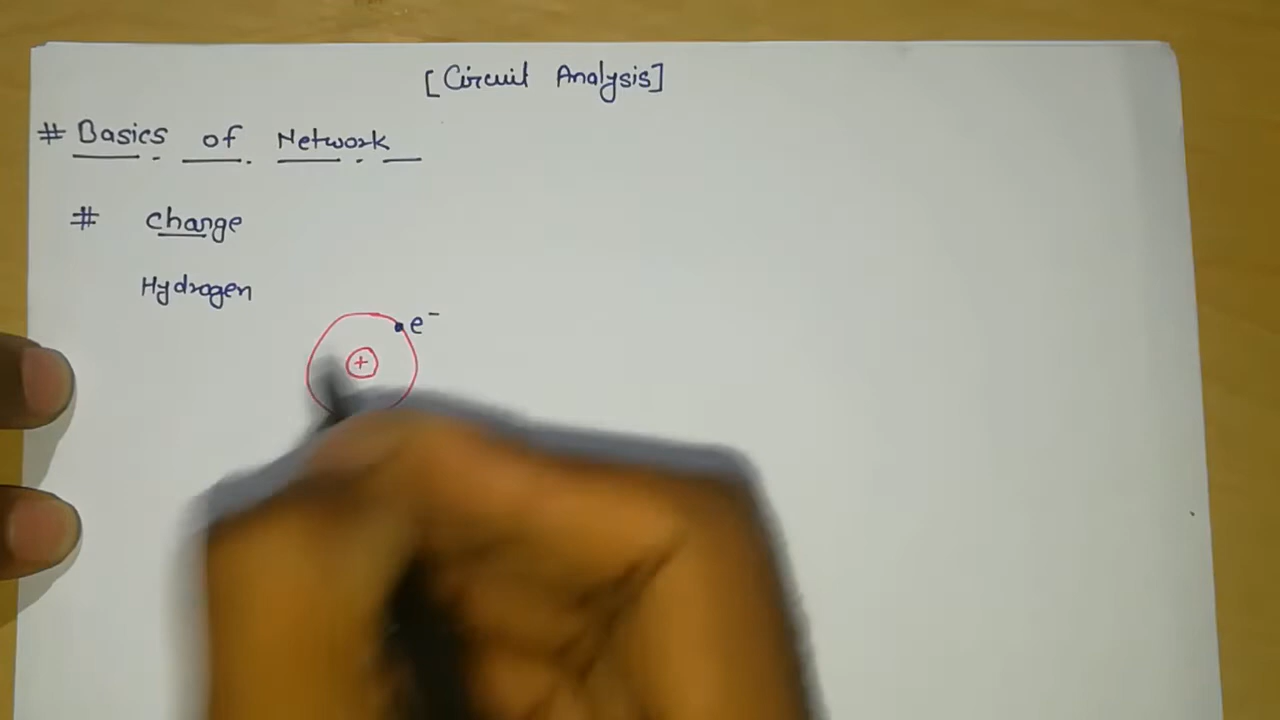 [Circuit Analysis]
# Basics of Network
# Charge
Hydrogen
e⁻
+